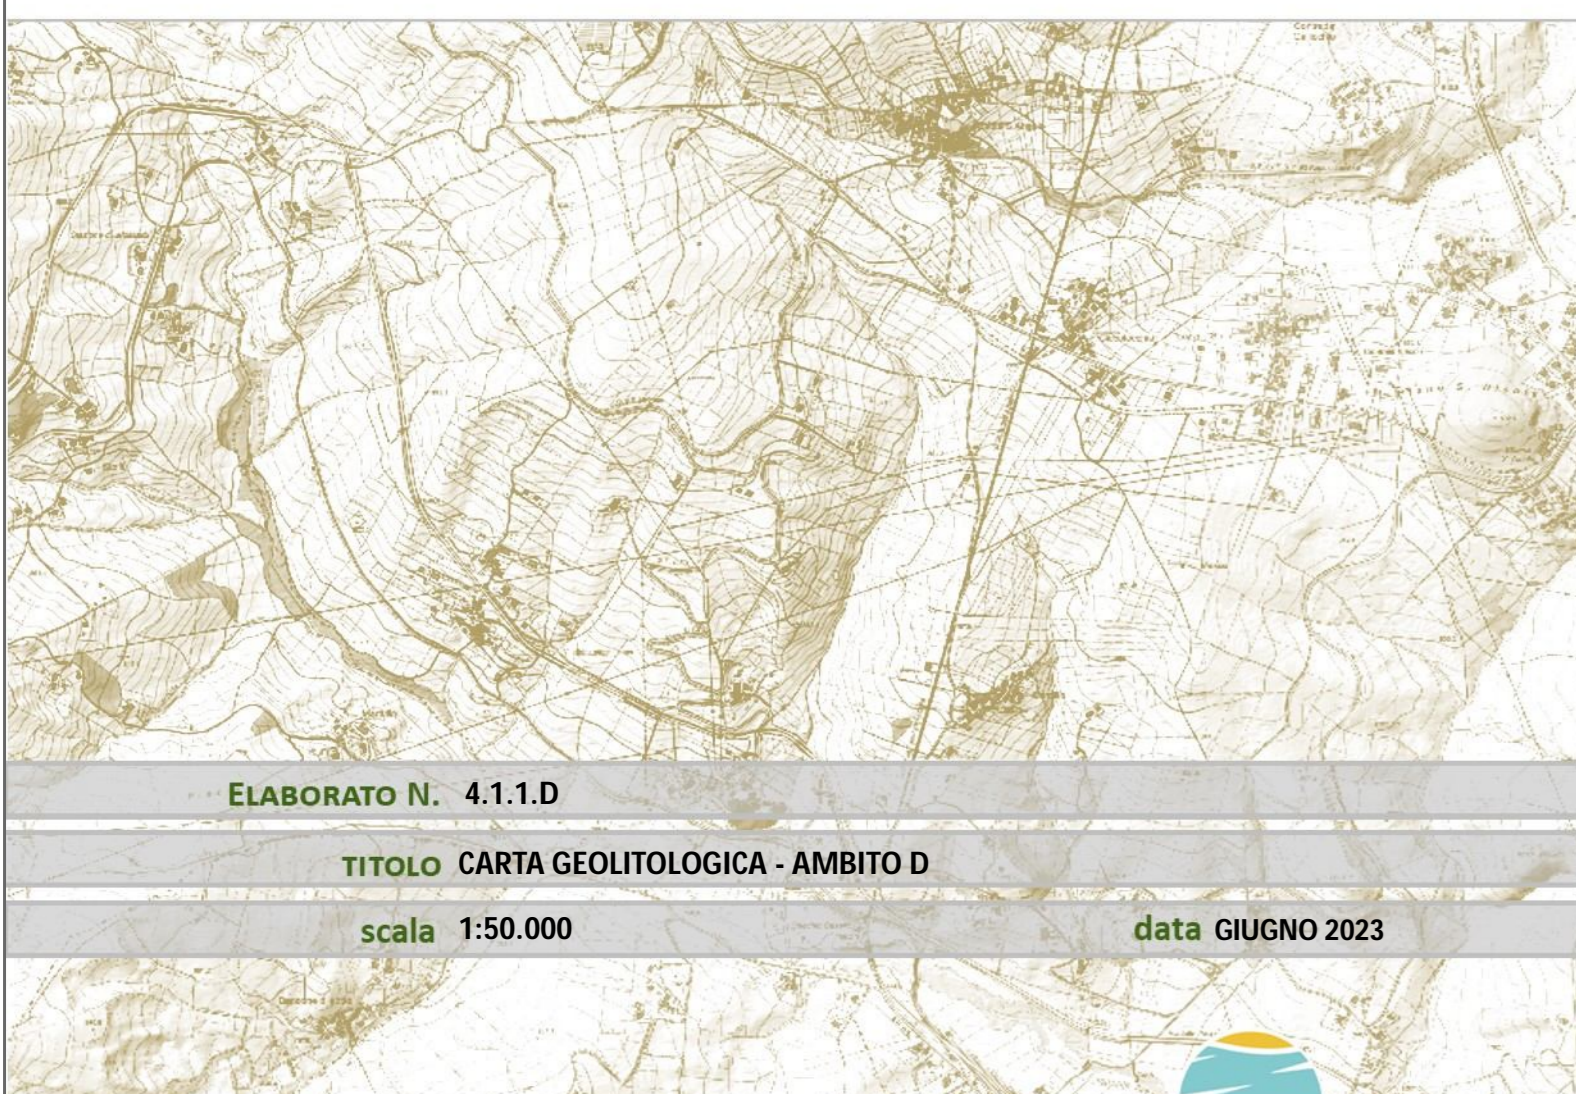 ELABORATO N. 4.1.1.D
TITOLO CARTA GEOLITOLOGICA - AMBITO D
scala 1:50.000 data GIUGNO 2023